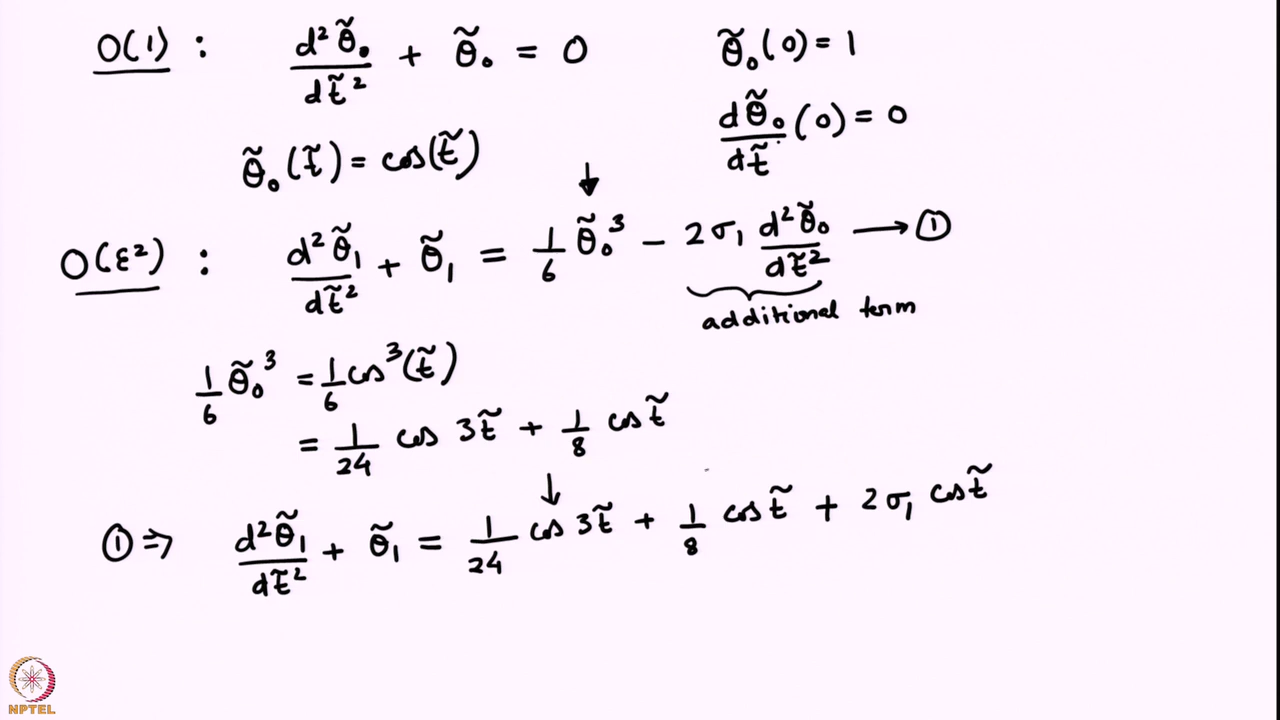 O(1) : d²θ̃₀/dt̃² + θ̃₀ = 0    θ̃₀(0) = 1
dθ̃₀/dt̃ (0) = 0
θ̃₀(t̃) = cos(t̃)
O(ε²) : d²θ̃₁/dt̃² + θ̃₁ = 1/6 θ̃₀³ − 2σ₁ d²θ̃₀/dt̃² → ①
additional term
1/6 θ̃₀³ = 1/6 cos³(t̃)
= 1/24 cos 3t̃ + 1/8 cos t̃
① ⇒ d²θ̃₁/dt̃² + θ̃₁ = 1/24 cos 3t̃ + 1/8 cos t̃ + 2σ₁ cos t̃
NPTEL